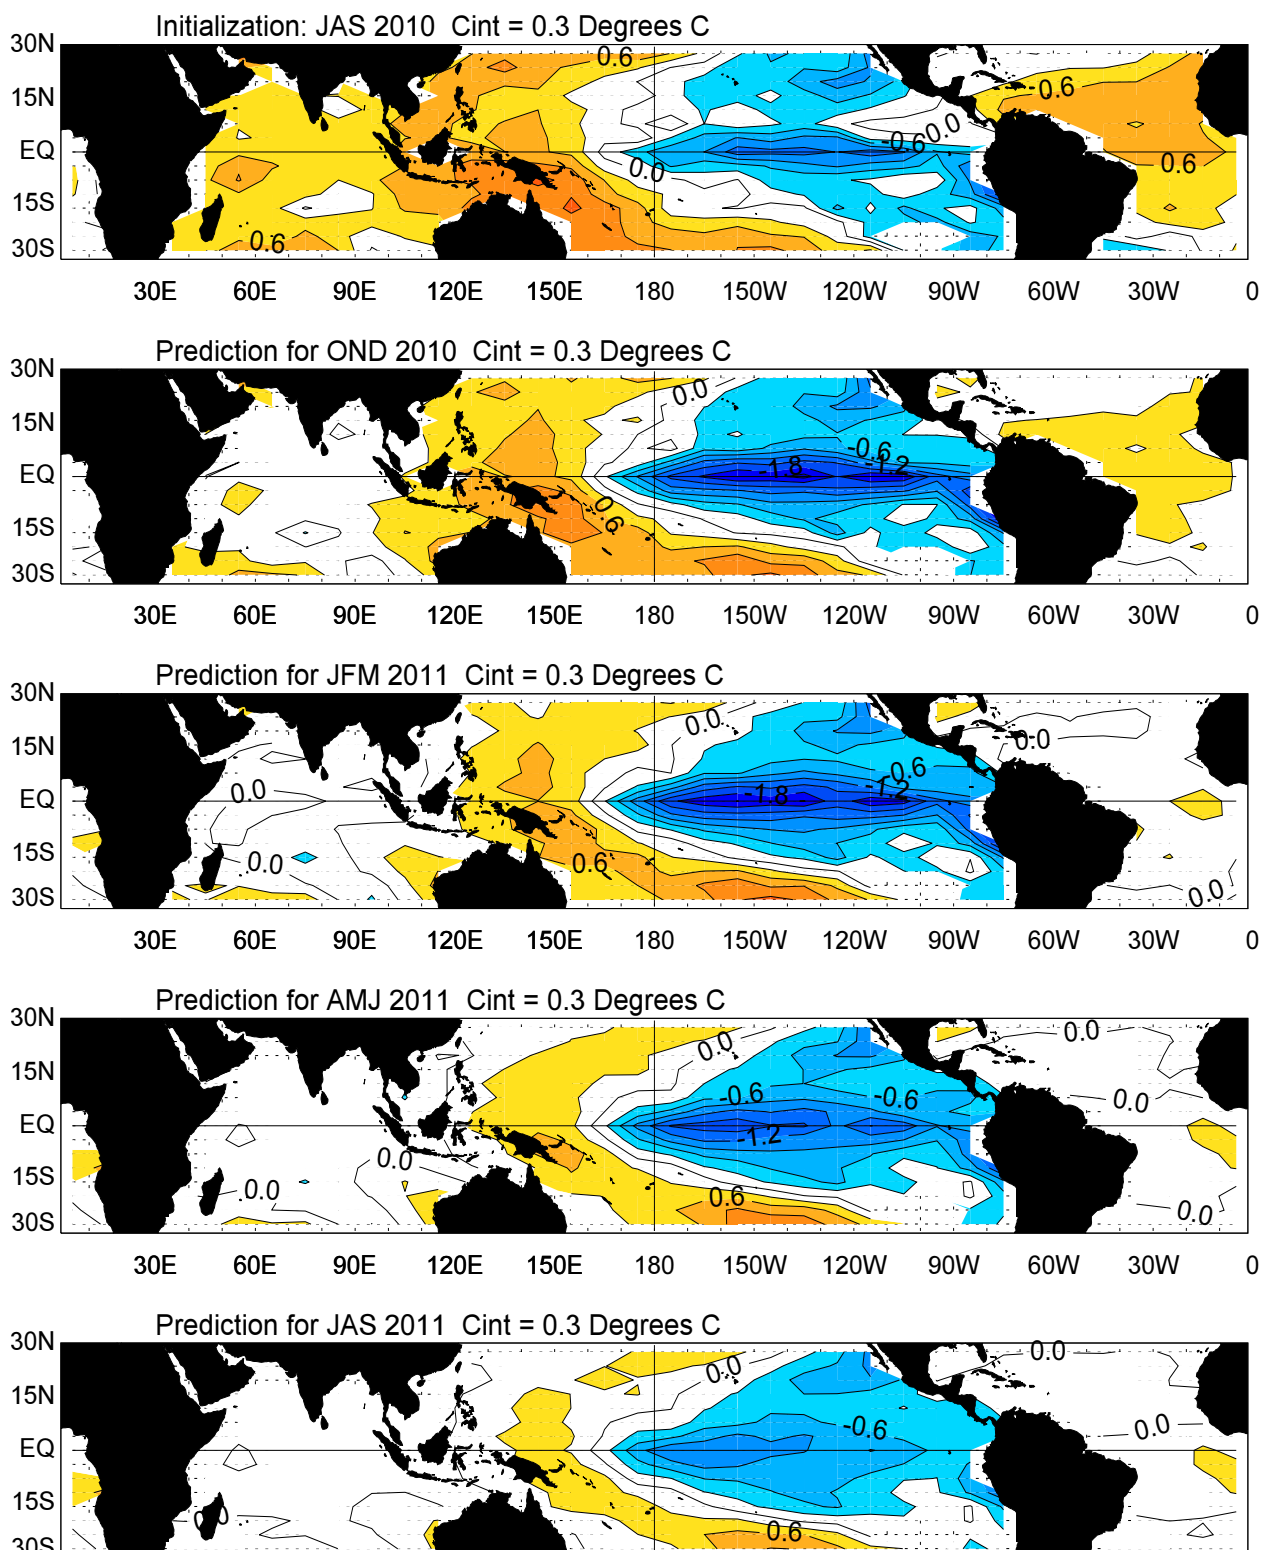 Initialization: JAS 2010  Cint = 0.3 Degrees C
30N
15N
EQ
15S
30S
0.6
0.6
-0.6
0.0
0.0
0.6
0.6
30E 60E 90E 120E 150E 180 150W 120W 90W 60W 30W 0
Prediction for OND 2010  Cint = 0.3 Degrees C
30N
15N
EQ
15S
30S
0.0
-0.6
-1.2
-1.8
0.6
30E 60E 90E 120E 150E 180 150W 120W 90W 60W 30W 0
Prediction for JFM 2011  Cint = 0.3 Degrees C
30N
15N
EQ
15S
30S
0.0
0.0
-0.6
-1.2
-1.8
0.0
0.0
0.6
0.0
30E 60E 90E 120E 150E 180 150W 120W 90W 60W 30W 0
Prediction for AMJ 2011  Cint = 0.3 Degrees C
30N
15N
EQ
15S
30S
0.0
0.0
-0.6
-0.6
0.0
-1.2
0.0
0.0
0.6
0.0
30E 60E 90E 120E 150E 180 150W 120W 90W 60W 30W 0
Prediction for JAS 2011  Cint = 0.3 Degrees C
30N
15N
EQ
15S
30S
0.0
0.0
-0.6
0.0
0.0
0.6